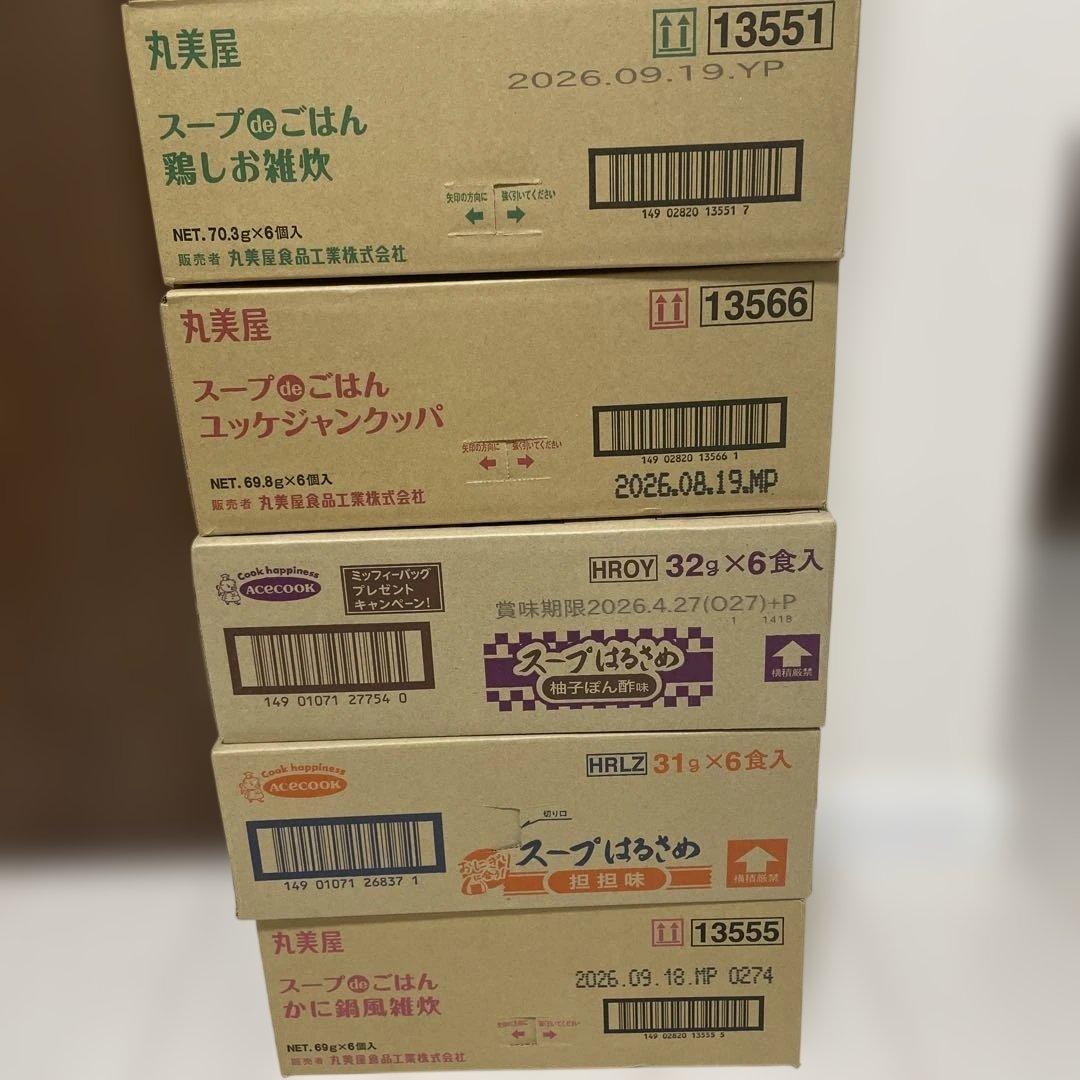 丸美屋
13551
2026.09.19.YP
スープdeごはん
鶏しお雑炊
矢印の方向に 強く引いてください
149 02820 13551 7
NET.70.3g×6個入
販売者 丸美屋食品工業株式会社
丸美屋
13566
スープdeごはん
ユッケジャンクッパ
矢印の方向に 強く引いてください
149 02820 13566 1
NET.69.8g×6個入
2026.08.19.MP
販売者 丸美屋食品工業株式会社
Cook happiness
ACECOOK
ミッフィーバッグ
プレゼント
キャンペーン!
HROY 32g×6食入
賞味期限2026.4.27(O27)+P
1 141B
スープはるさめ
柚子ぽん酢味
横積厳禁
149 01071 27754 0
Cook happiness
ACECOOK
HRLZ 31g×6食入
切り口
おにぎりに合う!
スープはるさめ
担担味
横積厳禁
149 01071 26837 1
丸美屋
13555
2026.09.18.MP 0274
スープdeごはん
かに鍋風雑炊
149 02820 13555 5
NET.69g×6個入
販売者 丸美屋食品工業株式会社